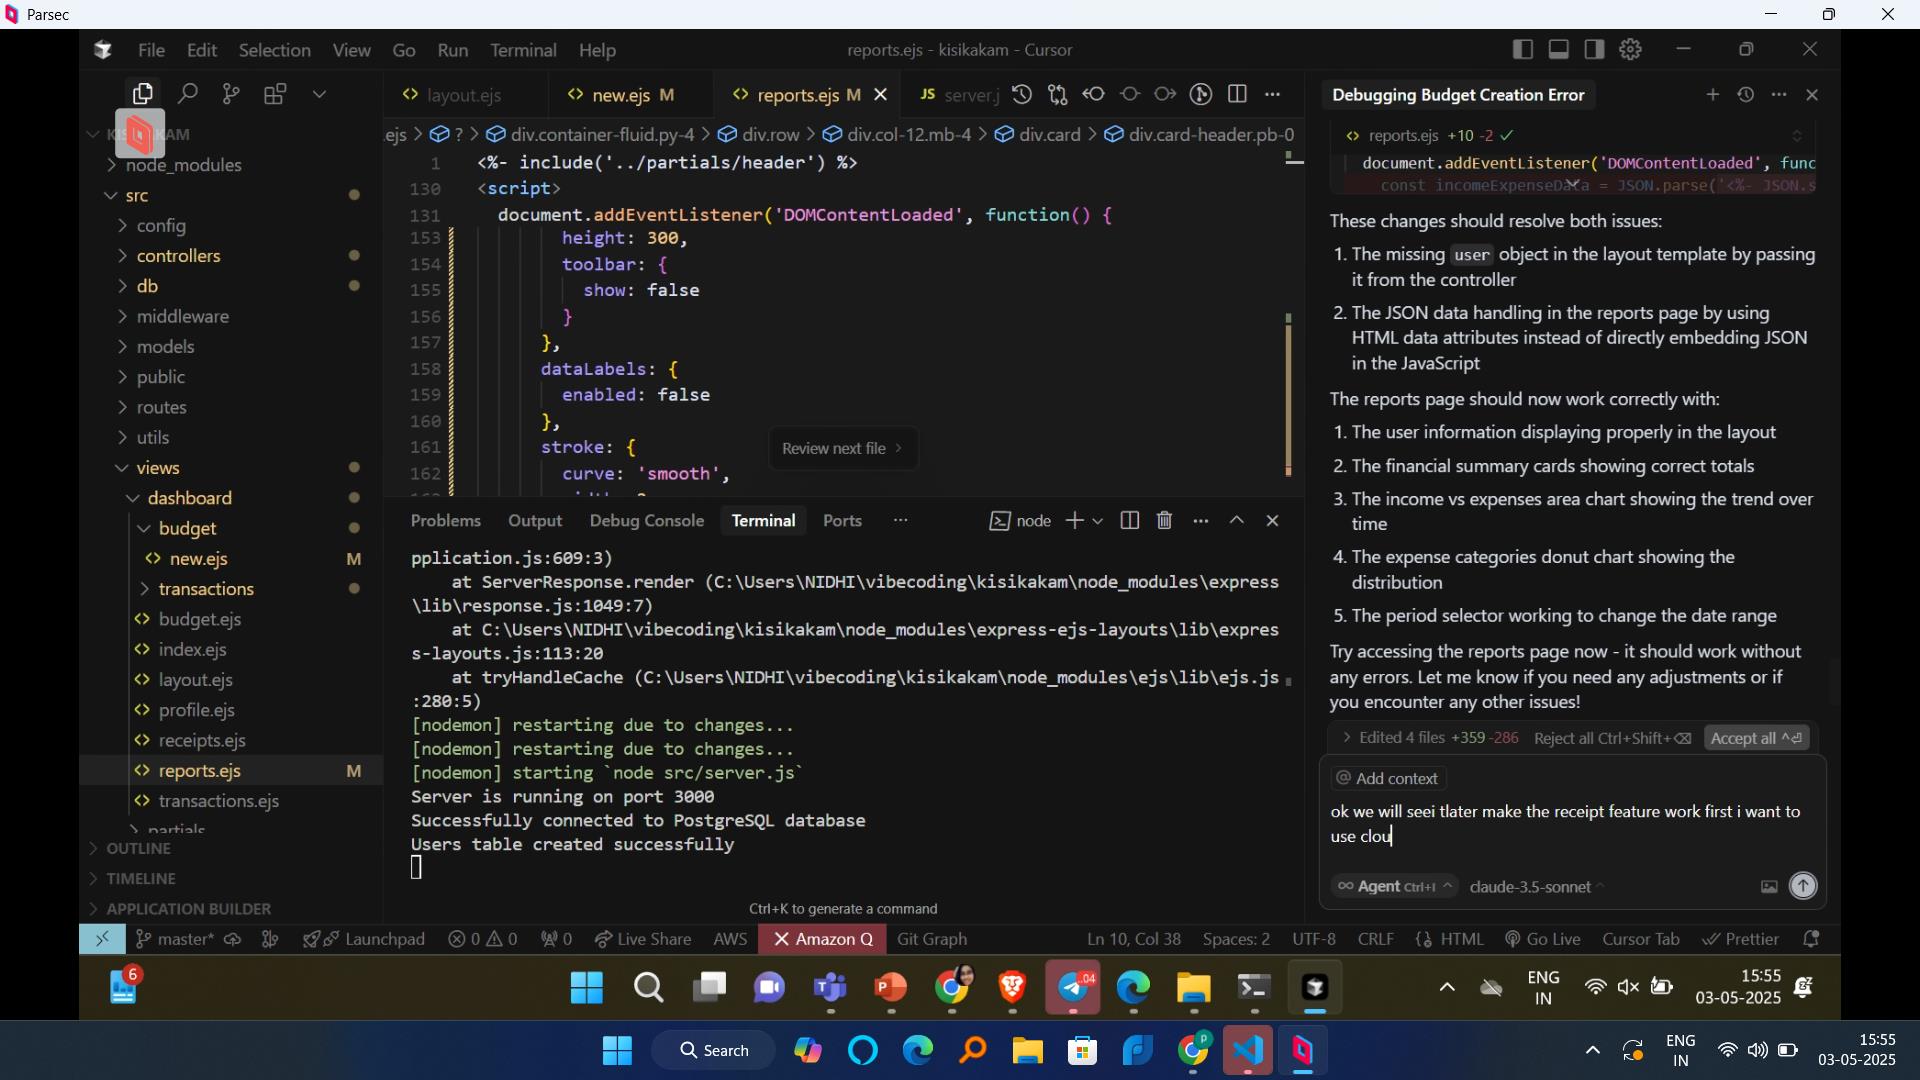 Parsec
File Edit Selection View Go Run Terminal Help
reports.ejs - kisikakam - Cursor
layout.ejs
new.ejs M
reports.ejs M
JS server.j
Debugging Budget Creation Error
.ejs > ? > div.container-fluid.py-4 > div.row > div.col-12.mb-4 > div.card > div.card-header.pb-0
node_modules
src
config
controllers
db
middleware
models
public
routes
utils
views
dashboard
budget
new.ejs M
transactions
budget.ejs
index.ejs
layout.ejs
profile.ejs
receipts.ejs
reports.ejs M
transactions.ejs
partials
OUTLINE
TIMELINE
APPLICATION BUILDER
1 <%- include('../partials/header') %>
130 <script>
131 document.addEventListener('DOMContentLoaded', function() {
153 height: 300,
154 toolbar: {
155 show: false
156 }
157 },
158 dataLabels: {
159 enabled: false
160 },
161 stroke: {
162 curve: 'smooth',
Review next file >
Problems Output Debug Console Terminal Ports ...
node
pplication.js:609:3)
at ServerResponse.render (C:\Users\NIDHI\vibecoding\kisikakam\node_modules\express
\lib\response.js:1049:7)
at C:\Users\NIDHI\vibecoding\kisikakam\node_modules\express-ejs-layouts\lib\expres
s-layouts.js:113:20
at tryHandleCache (C:\Users\NIDHI\vibecoding\kisikakam\node_modules\ejs\lib\ejs.js
:280:5)
[nodemon] restarting due to changes...
[nodemon] restarting due to changes...
[nodemon] starting `node src/server.js`
Server is running on port 3000
Successfully connected to PostgreSQL database
Users table created successfully
Ctrl+K to generate a command
reports.ejs +10 -2
document.addEventListener('DOMContentLoaded', func
const incomeExpenseData = JSON.parse('<%- JSON.s
These changes should resolve both issues:
1. The missing user object in the layout template by passing
it from the controller
2. The JSON data handling in the reports page by using
HTML data attributes instead of directly embedding JSON
in the JavaScript
The reports page should now work correctly with:
1. The user information displaying properly in the layout
2. The financial summary cards showing correct totals
3. The income vs expenses area chart showing the trend over
time
4. The expense categories donut chart showing the
distribution
5. The period selector working to change the date range
Try accessing the reports page now - it should work without
any errors. Let me know if you need any adjustments or if
you encounter any other issues!
> Edited 4 files +359 -286 Reject all Ctrl+Shift+⌫ Accept all ^⏎
@ Add context
ok we will seei tlater make the receipt feature work first i want to
use clou
∞ Agent Ctrl+I ^ claude-3.5-sonnet ^
master* Launchpad 0 0 0 Live Share AWS Amazon Q Git Graph
Ln 10, Col 38 Spaces: 2 UTF-8 CRLF {} HTML Go Live Cursor Tab Prettier
6
04
ENG
IN
15:55
03-05-2025
Search
ENG
IN
15:55
03-05-2025